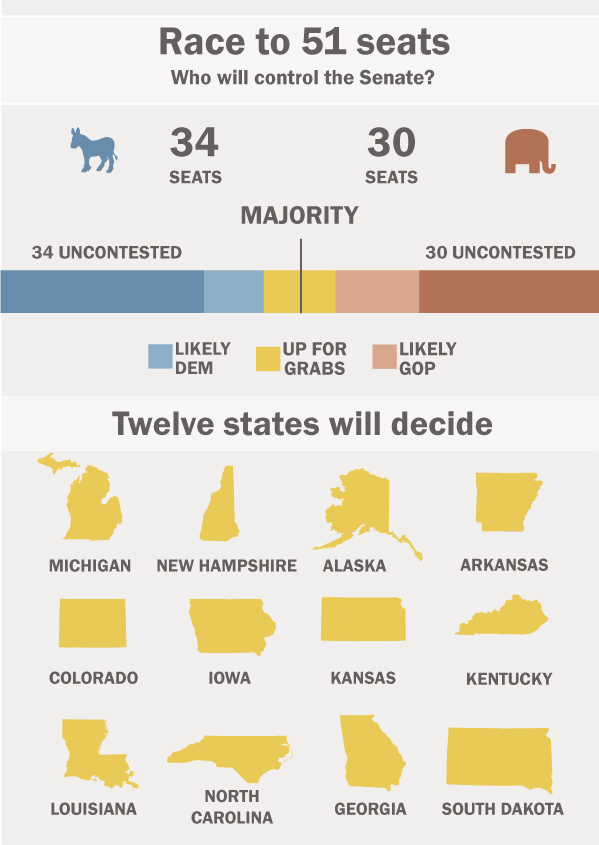 Race to 51 seats
Who will control the Senate?
34
SEATS
30
SEATS
MAJORITY
34 UNCONTESTED
30 UNCONTESTED
LIKELY
DEM
UP FOR
GRABS
LIKELY
GOP
Twelve states will decide
MICHIGAN
NEW HAMPSHIRE
ALASKA
ARKANSAS
COLORADO
IOWA
KANSAS
KENTUCKY
LOUISIANA
NORTH
CAROLINA
GEORGIA
SOUTH DAKOTA